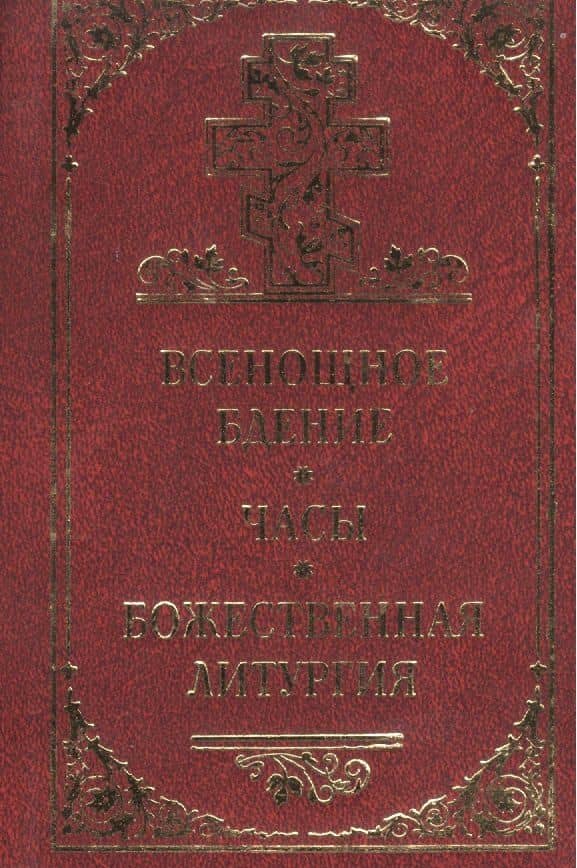 ВСЕНОЩНОЕ
БДЕНИЕ
*
ЧАСЫ
*
БОЖЕСТВЕННАЯ
ЛИТУРГИЯ